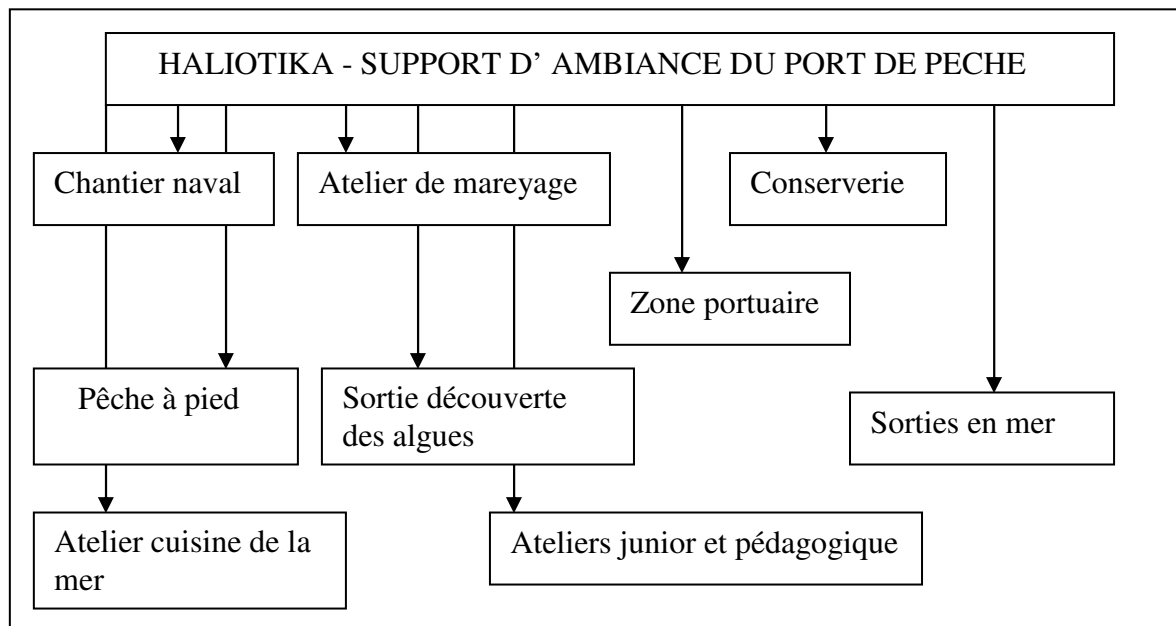 HALIOTIKA - SUPPORT D’ AMBIANCE DU PORT DE PECHE
Chantier naval
Atelier de mareyage
Conserverie
Zone portuaire
Pêche à pied
Sortie découverte
des algues
Sorties en mer
Atelier cuisine de la
mer
Ateliers junior et pédagogique